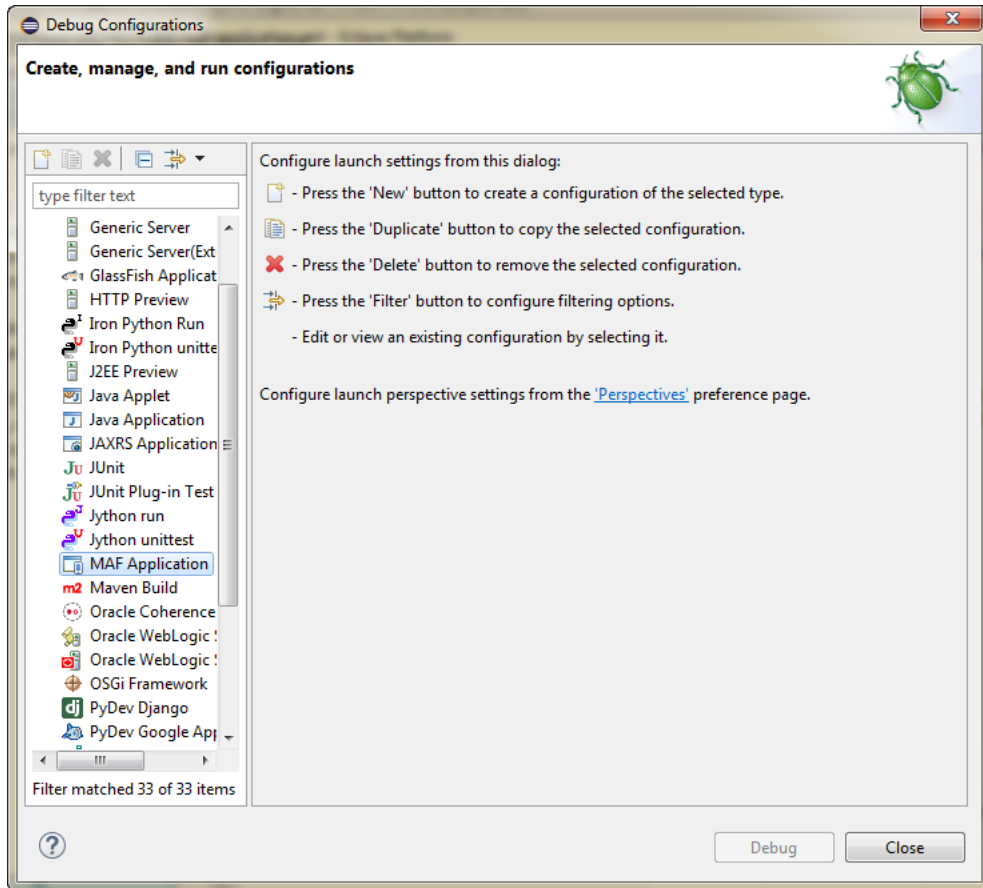 Debug Configurations
Create, manage, and run configurations
type filter text
Generic Server
Generic Server(Ext
GlassFish Applicat
HTTP Preview
Iron Python Run
Iron Python unitte
J2EE Preview
Java Applet
Java Application
JAXRS Application
JUnit
JUnit Plug-in Test
Jython run
Jython unittest
MAF Application
Maven Build
Oracle Coherence
Oracle WebLogic
Oracle WebLogic
OSGi Framework
PyDev Django
PyDev Google App
Filter matched 33 of 33 items
Configure launch settings from this dialog:
- Press the 'New' button to create a configuration of the selected type.
- Press the 'Duplicate' button to copy the selected configuration.
- Press the 'Delete' button to remove the selected configuration.
- Press the 'Filter' button to configure filtering options.
- Edit or view an existing configuration by selecting it.
Configure launch perspective settings from the 'Perspectives' preference page.
Debug
Close